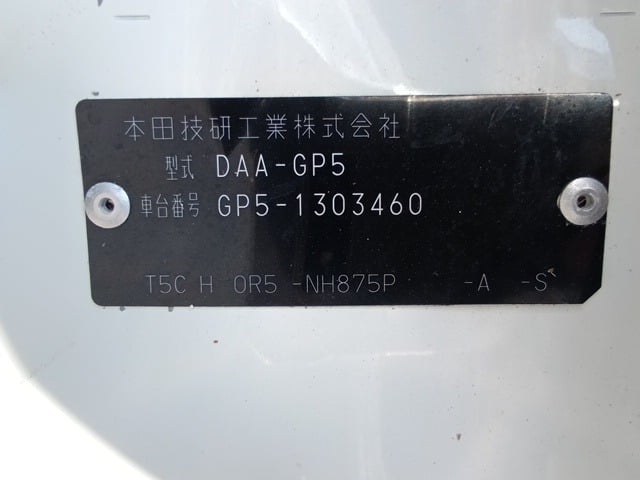 本田技研工業株式会社
型式 DAA-GP5
車台番号 GP5-1303460
T5C H 0R5 -NH875P -A -S